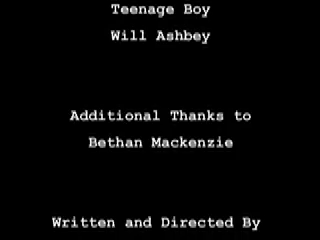 Teenage Boy
Will Ashbey
Additional Thanks to
Bethan Mackenzie
Written and Directed By